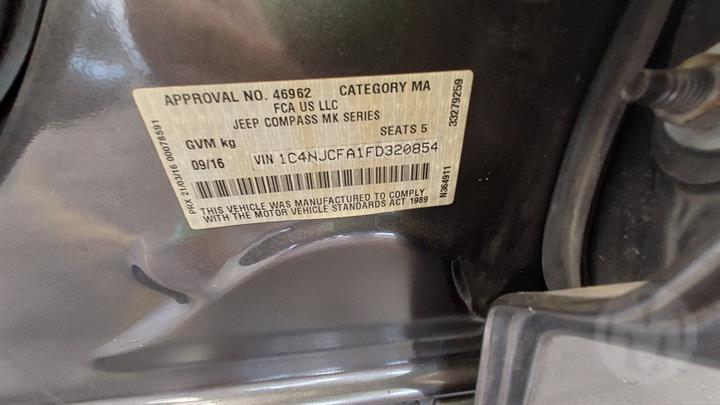 APPROVAL NO. 46962 CATEGORY MA
FCA US LLC
JEEP COMPASS MK SERIES
GVM kg SEATS 5
09/16 VIN 1C4NJCFA1FD320854
THIS VEHICLE WAS MANUFACTURED TO COMPLY
WITH THE MOTOR VEHICLE STANDARDS ACT 1989
PRX 21/03/16 00078591
33279259
N364911